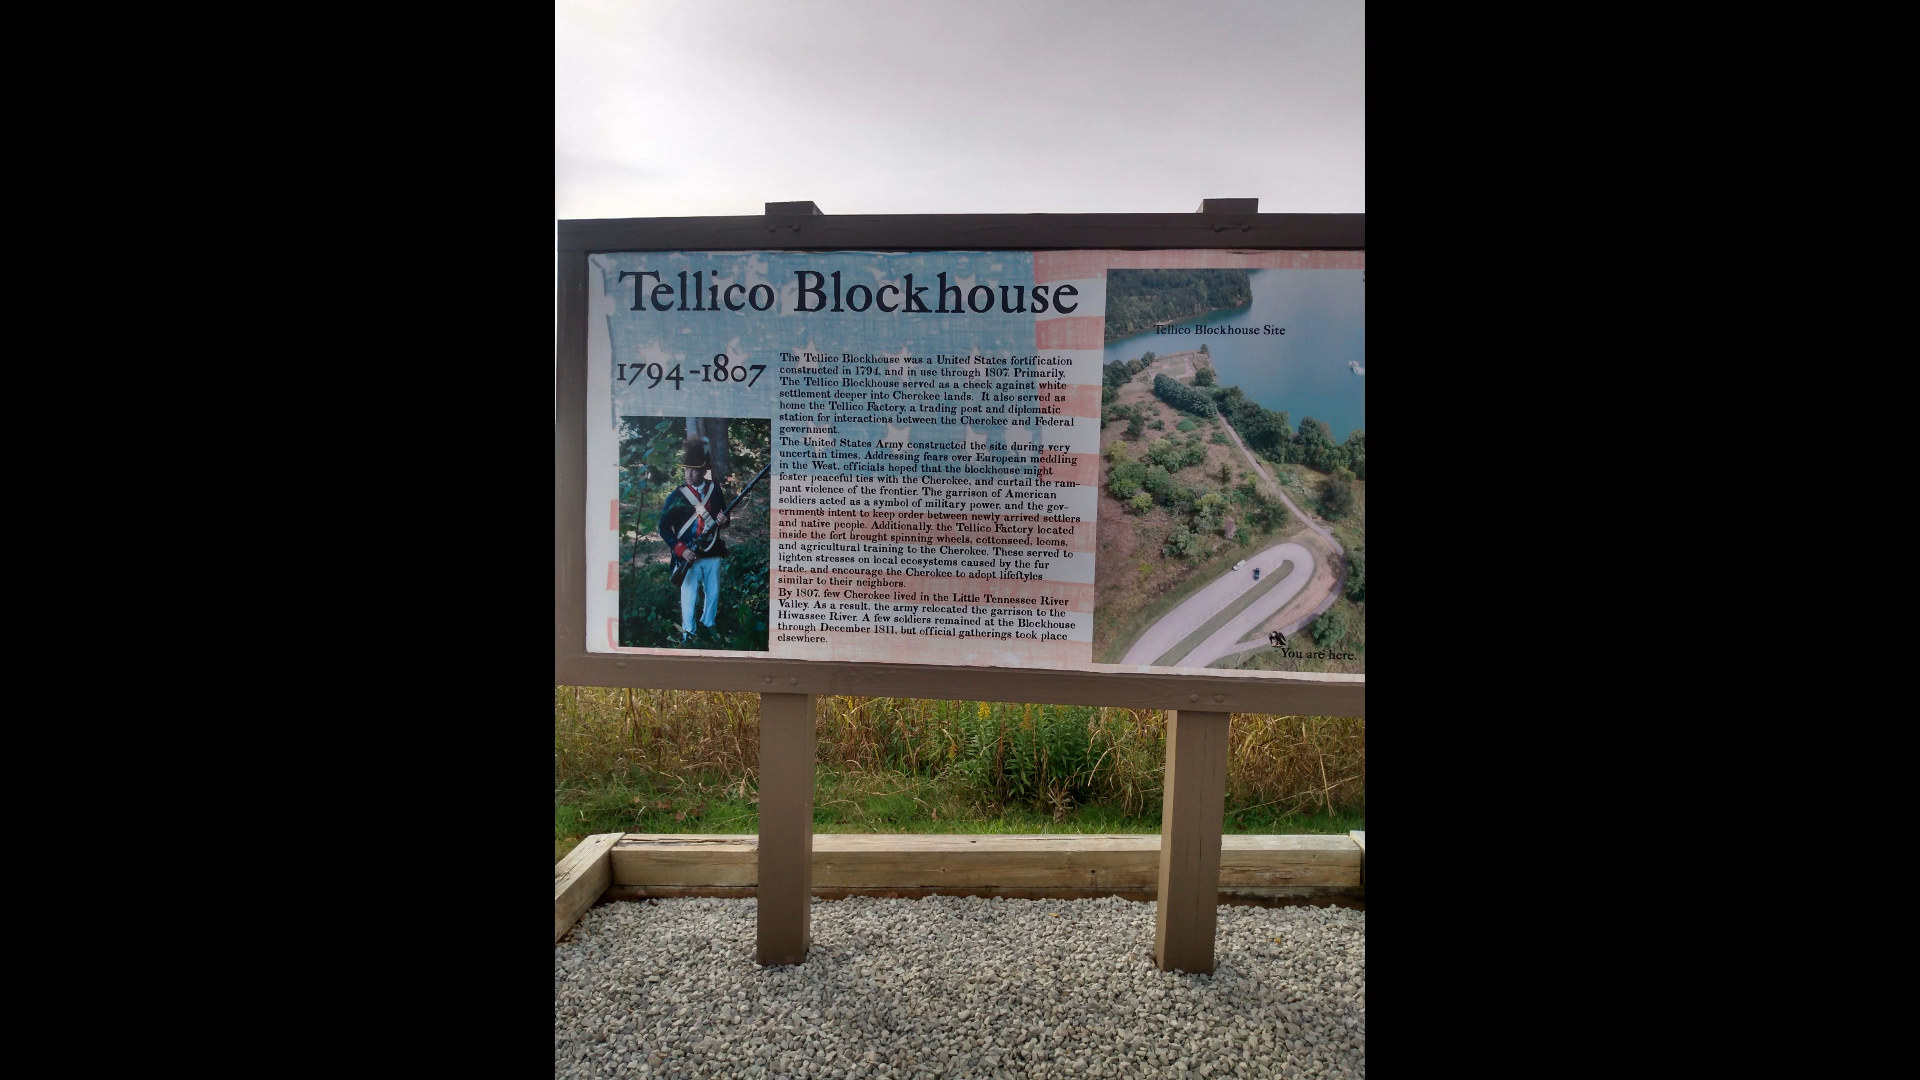 Tellico Blockhouse
1794-1807
The Tellico Blockhouse was a United States fortification
constructed in 1794, and in use through 1807. Primarily,
The Tellico Blockhouse served as a check against white
settlement deeper into Cherokee lands. It also served as
home the Tellico Factory, a trading post and diplomatic
station for interactions between the Cherokee and Federal
government.
The United States Army constructed the site during very
uncertain times. Addressing fears over European meddling
in the West, officials hoped that the blockhouse might
foster peaceful ties with the Cherokee, and curtail the ram-
pant violence of the frontier. The garrison of American
soldiers acted as a symbol of military power, and the gov-
ernment's intent to keep order between newly arrived settlers
and native people. Additionally, the Tellico Factory located
inside the fort brought spinning wheels, cottonseed, looms,
and agricultural training to the Cherokee. These served to
lighten stresses on local ecosystems caused by the fur
trade, and encourage the Cherokee to adopt lifestyles
similar to their neighbors.
By 1807, few Cherokee lived in the Little Tennessee River
Valley. As a result, the army relocated the garrison to the
Hiwassee River. A few soldiers remained at the Blockhouse
through December 1811, but official gatherings took place
elsewhere.
Tellico Blockhouse Site
You are here.